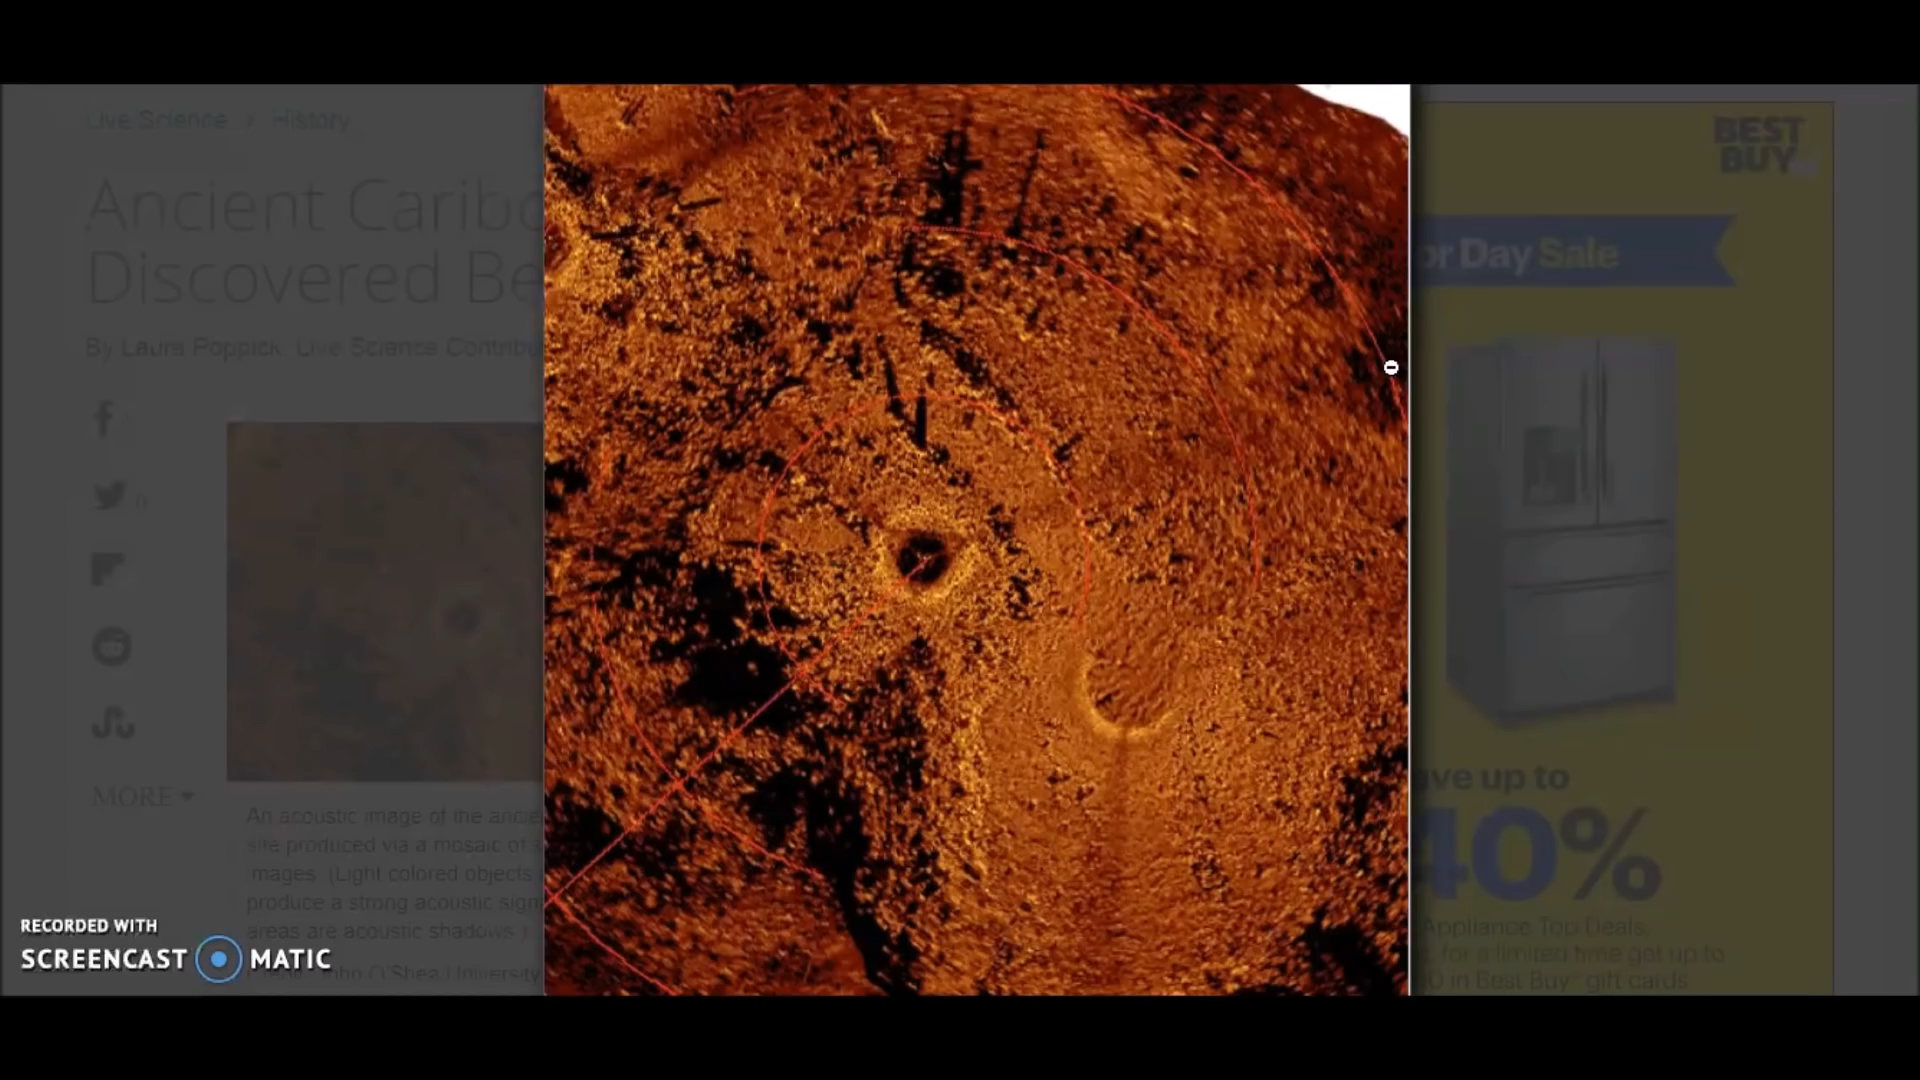 Live Science > History
Ancient Caribo
Discovered Be
By Laura Poppick, Live Science Contribu
MORE
An acoustic image of the ancie
site produced via a mosaic of
images. (Light colored objects
produce a strong acoustic sign
areas are acoustic shadows.)
John O'Shea, University
RECORDED WITH
SCREENCAST MATIC
BEST
BUY
or Day Sale
ave up to
40%
Appliance Top Deals,
for a limited time get up to
in Best Buy gift cards